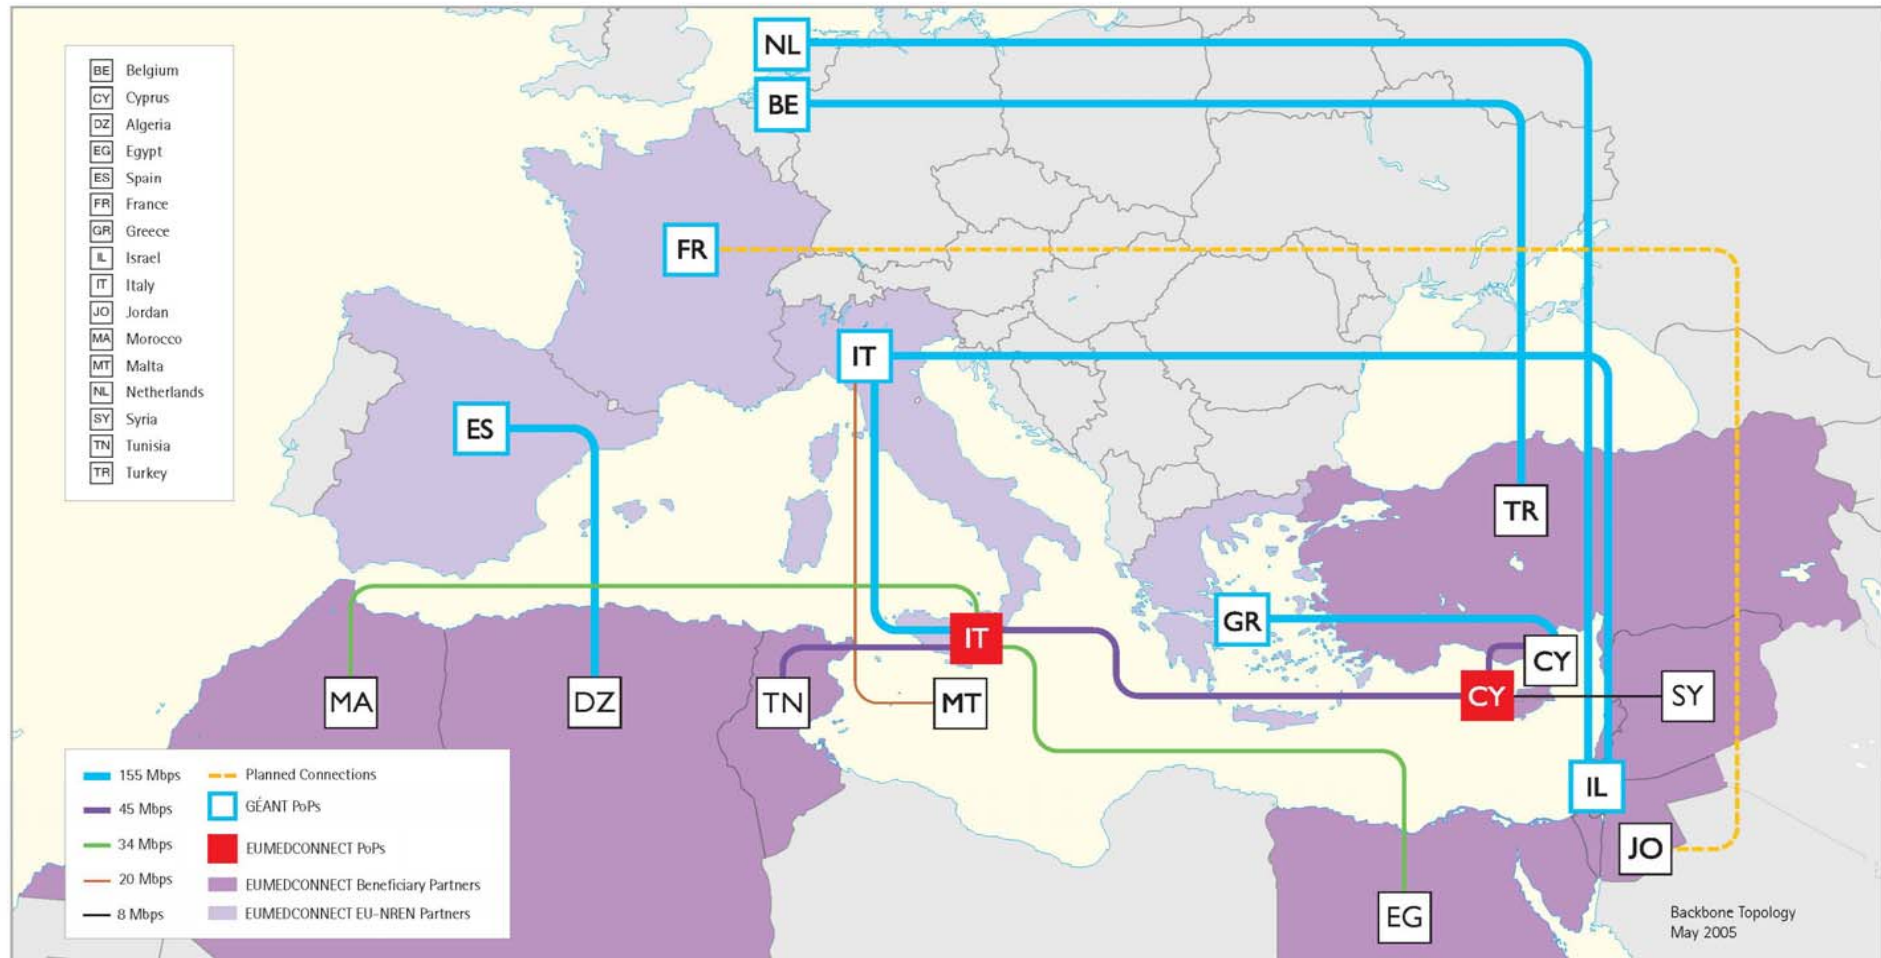 BE Belgium
CY Cyprus
DZ Algeria
EG Egypt
ES Spain
FR France
GR Greece
IL Israel
IT Italy
JO Jordan
MA Morocco
MT Malta
NL Netherlands
SY Syria
TN Tunisia
TR Turkey
NL
BE
FR
IT
ES
TR
GR
IT
CY
MA
DZ
TN
MT
CY
SY
IL
JO
EG
155 Mbps
45 Mbps
34 Mbps
20 Mbps
8 Mbps
Planned Connections
GÉANT PoPs
EUMEDCONNECT PoPs
EUMEDCONNECT Beneficiary Partners
EUMEDCONNECT EU-NREN Partners
Backbone Topology
May 2005